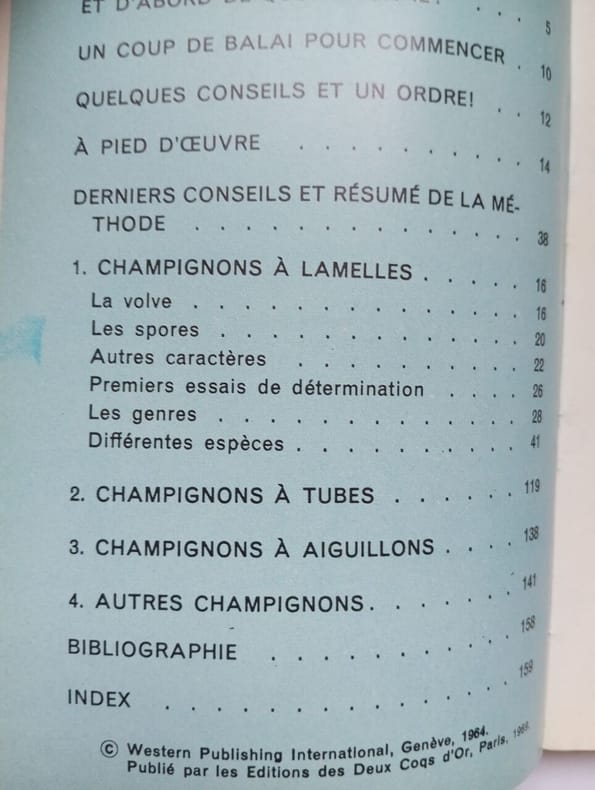 ET D'ABORD DE . . . 5
UN COUP DE BALAI POUR COMMENCER . 10
QUELQUES CONSEILS ET UN ORDRE! . . 12
À PIED D'ŒUVRE . . . . . . . . 14
DERNIERS CONSEILS ET RÉSUMÉ DE LA MÉ-
THODE . . . . . . . . . . . . . 38
1. CHAMPIGNONS À LAMELLES . . . . . 16
La volve . . . . . . . . . . . . . 16
Les spores . . . . . . . . . . . . 20
Autres caractères . . . . . . . . . 22
Premiers essais de détermination . . . . 26
Les genres . . . . . . . . . . . . 28
Différentes espèces . . . . . . . . . 41
2. CHAMPIGNONS À TUBES . . . . . . 119
3. CHAMPIGNONS À AIGUILLONS . . . . 138
4. AUTRES CHAMPIGNONS . . . . . . . 141
BIBLIOGRAPHIE . . . . . . . . . . 158
INDEX . . . . . . . . . . . . . . 159
© Western Publishing International, Genève, 1964.
Publié par les Editions des Deux Coqs d'Or, Paris,